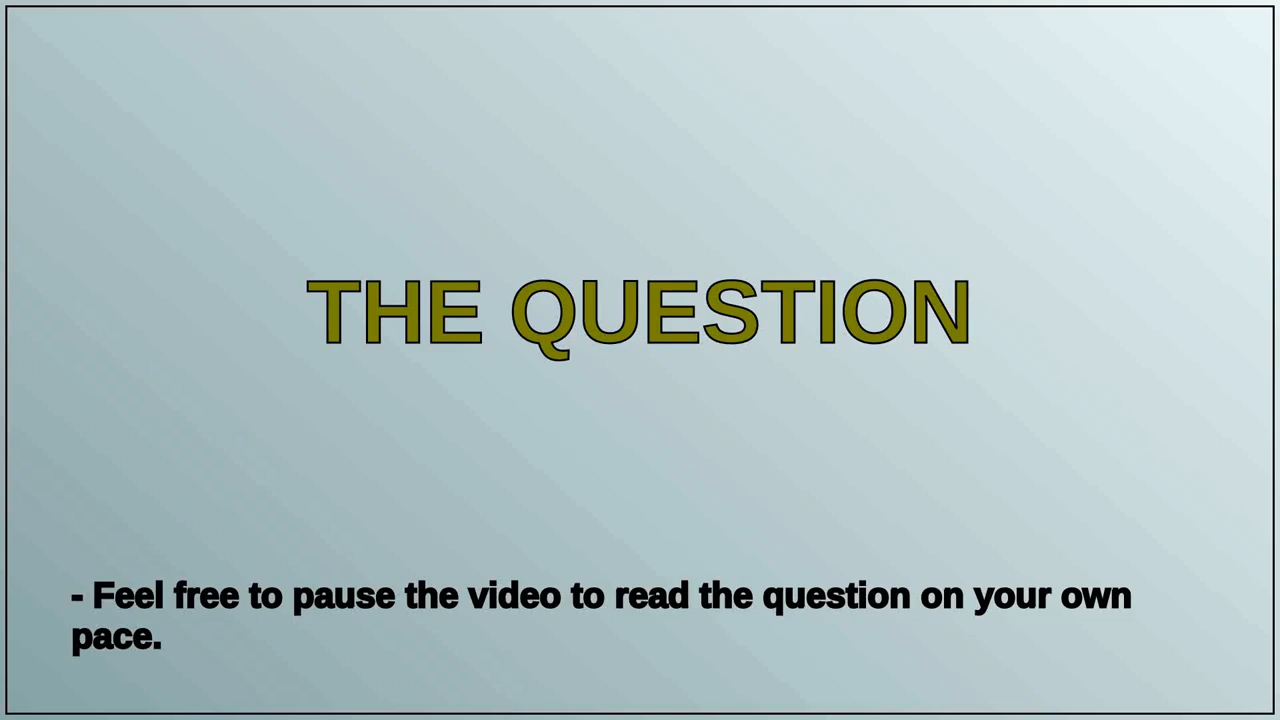 THE QUESTION
- Feel free to pause the video to read the question on your own
pace.